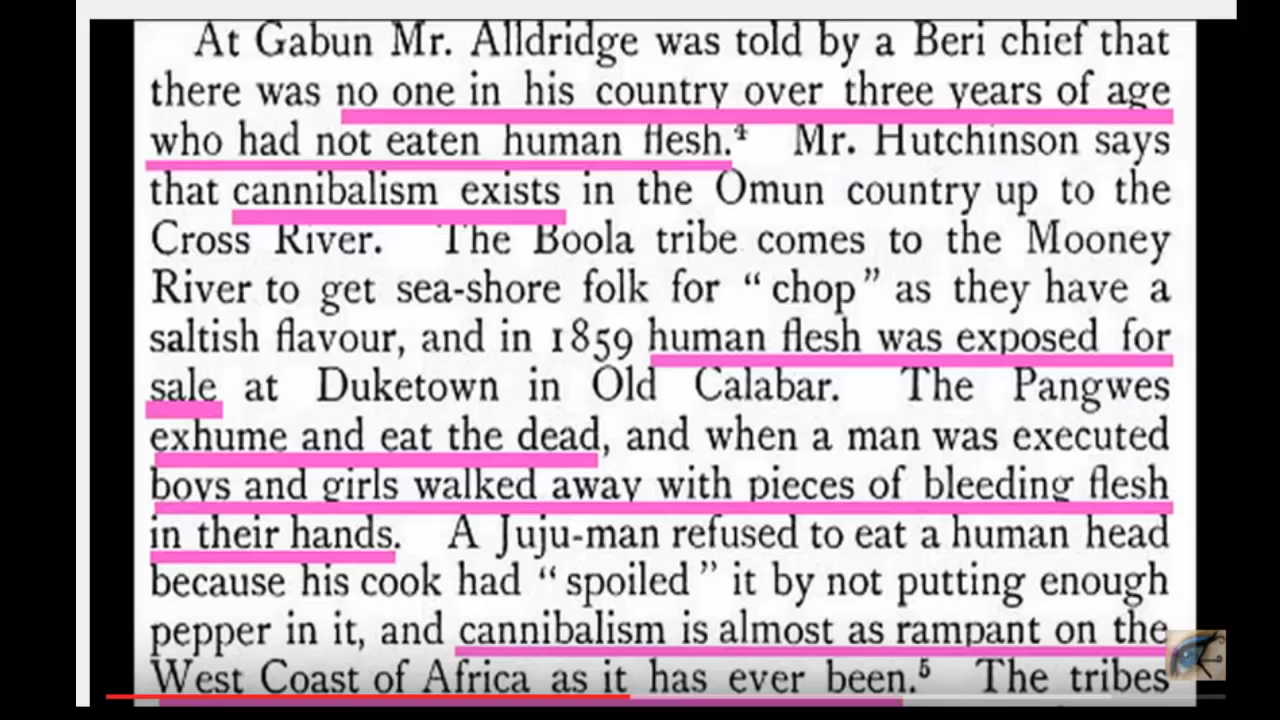 At Gabun Mr. Alldridge was told by a Beri chief that
there was no one in his country over three years of age
who had not eaten human flesh.⁴ Mr. Hutchinson says
that cannibalism exists in the Omun country up to the
Cross River. The Boola tribe comes to the Mooney
River to get sea-shore folk for “chop” as they have a
saltish flavour, and in 1859 human flesh was exposed for
sale at Duketown in Old Calabar. The Pangwes
exhume and eat the dead, and when a man was executed
boys and girls walked away with pieces of bleeding flesh
in their hands. A Juju-man refused to eat a human head
because his cook had “spoiled” it by not putting enough
pepper in it, and cannibalism is almost as rampant on the
West Coast of Africa as it has ever been.⁵ The tribes